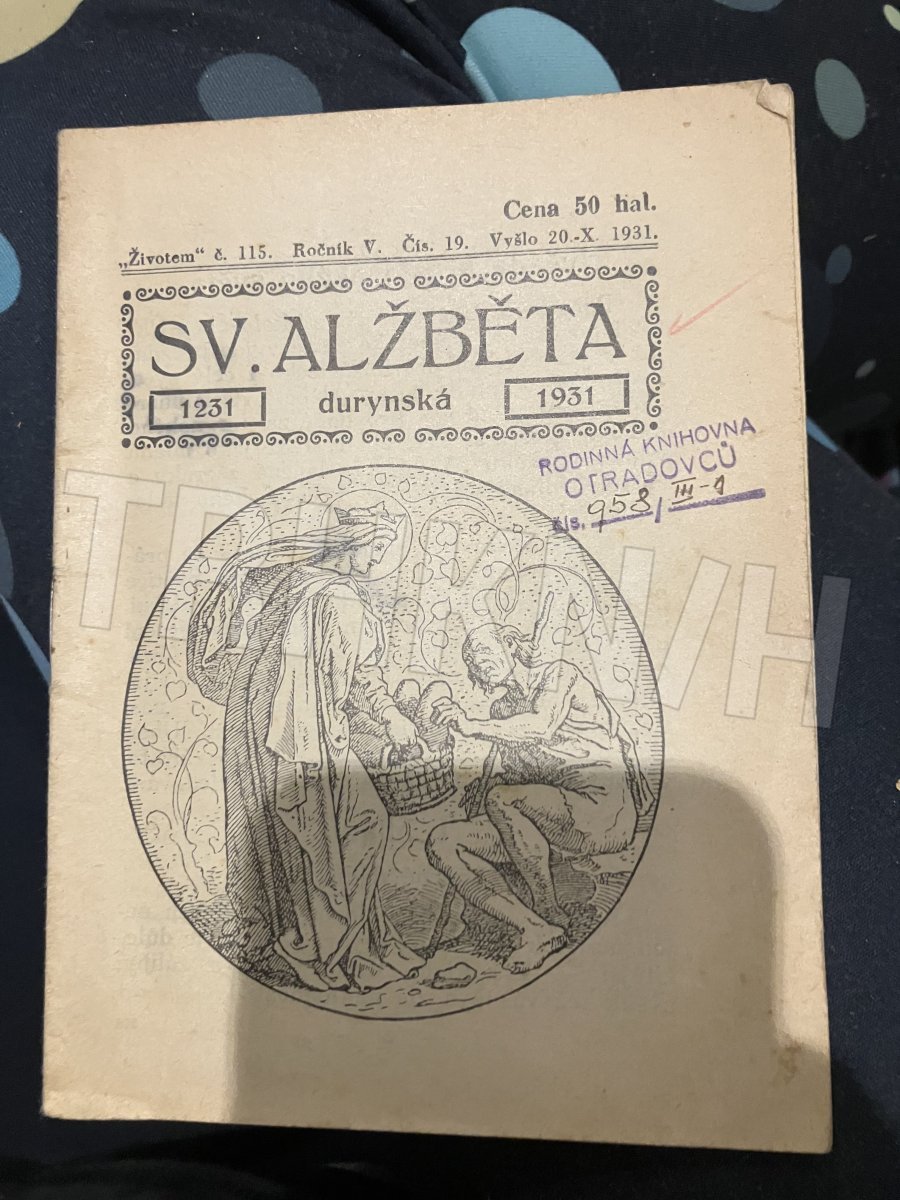 Cena 50 hal.
„Životem“ č. 115. Ročník V. Čís. 19. Vyšlo 20.-X. 1931.
SV. ALŽBĚTA
1231 durynská 1931
RODINNÁ KNIHOVNA
OTRADOVCŮ
čís. 958/III-1